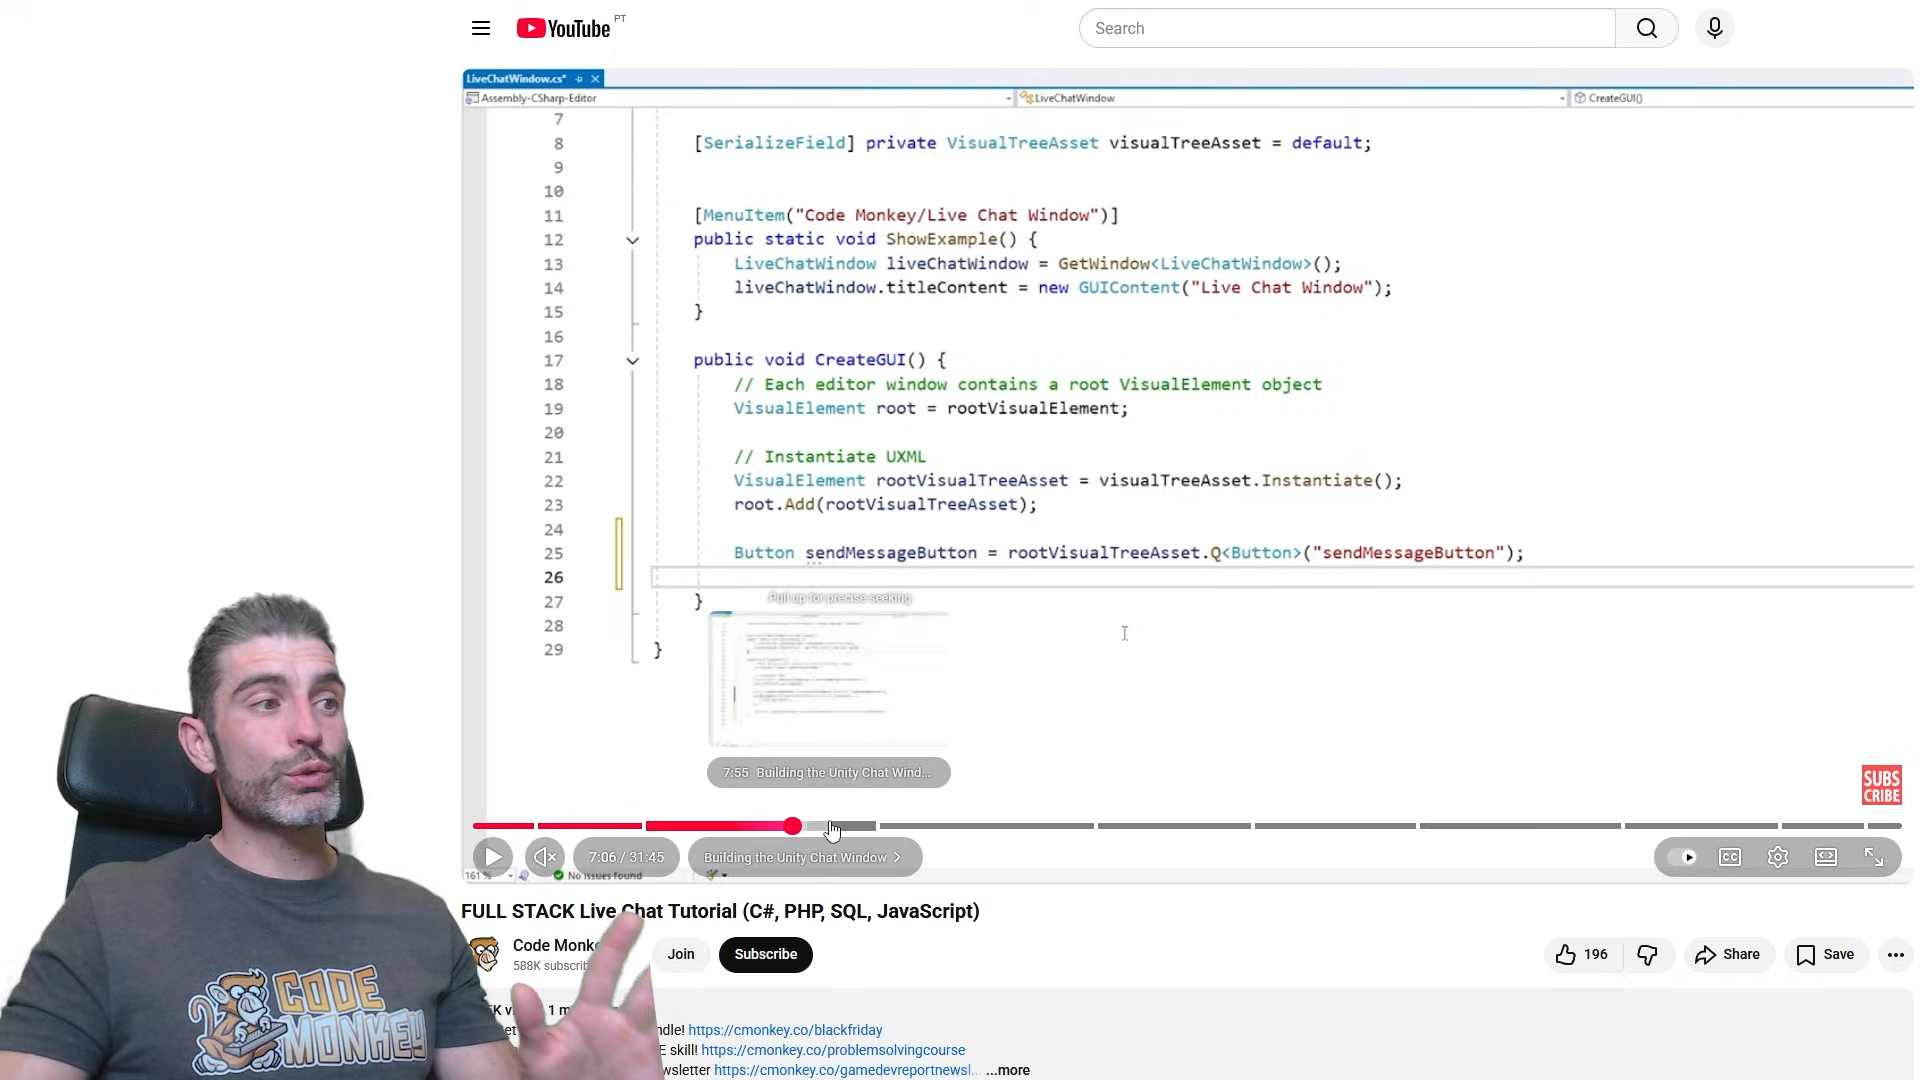 YouTube PT
Search
LiveChatWindow.cs*
Assembly-CSharp-Editor
LiveChatWindow
CreateGUI()
7
8 [SerializeField] private VisualTreeAsset visualTreeAsset = default;
9
10
11 [MenuItem("Code Monkey/Live Chat Window")]
12 public static void ShowExample() {
13 LiveChatWindow liveChatWindow = GetWindow<LiveChatWindow>();
14 liveChatWindow.titleContent = new GUIContent("Live Chat Window");
15 }
16
17 public void CreateGUI() {
18 // Each editor window contains a root VisualElement object
19 VisualElement root = rootVisualElement;
20
21 // Instantiate UXML
22 VisualElement rootVisualTreeAsset = visualTreeAsset.Instantiate();
23 root.Add(rootVisualTreeAsset);
24
25 Button sendMessageButton = rootVisualTreeAsset.Q<Button>("sendMessageButton");
26
Pull up for precise seeking
27 }
28
29 }
7:55 Building the Unity Chat Wind...
SUBS
CRIBE
7:06 / 31:45
Building the Unity Chat Window
CC
161 %
No issues found
FULL STACK Live Chat Tutorial (C#, PHP, SQL, JavaScript)
Code Monke
588K subscrib
Join
Subscribe
196
Share
Save
https://cmonkey.co/blackfriday
skill! https://cmonkey.co/problemsolvingcourse
https://cmonkey.co/gamedevreportnewsl... ...more
CODE
MONKEY